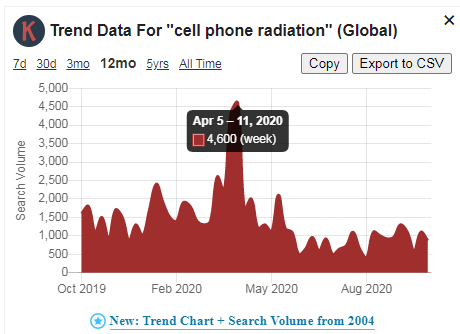 K Trend Data For "cell phone radiation" (Global)
×
7d 30d 3mo 12mo 5yrs All Time
Copy Export to CSV
5,000
4,500
4,000
3,500
3,000
2,500
2,000
1,500
1,000
500
0
Search Volume
Apr 5 – 11, 2020
4,600 (week)
Oct 2019 Feb 2020 May 2020 Aug 2020
New: Trend Chart + Search Volume from 2004